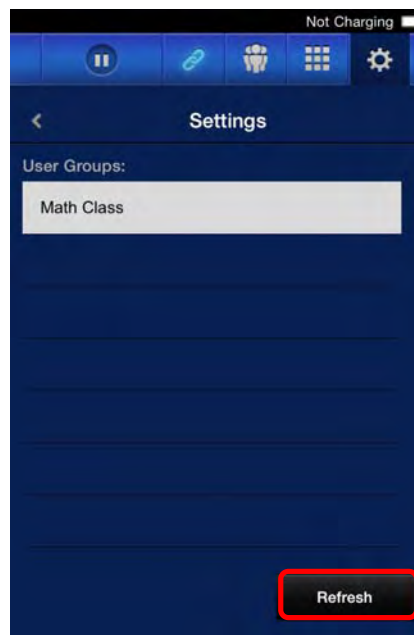 Not Charging
Settings
User Groups:
Math Class
Refresh